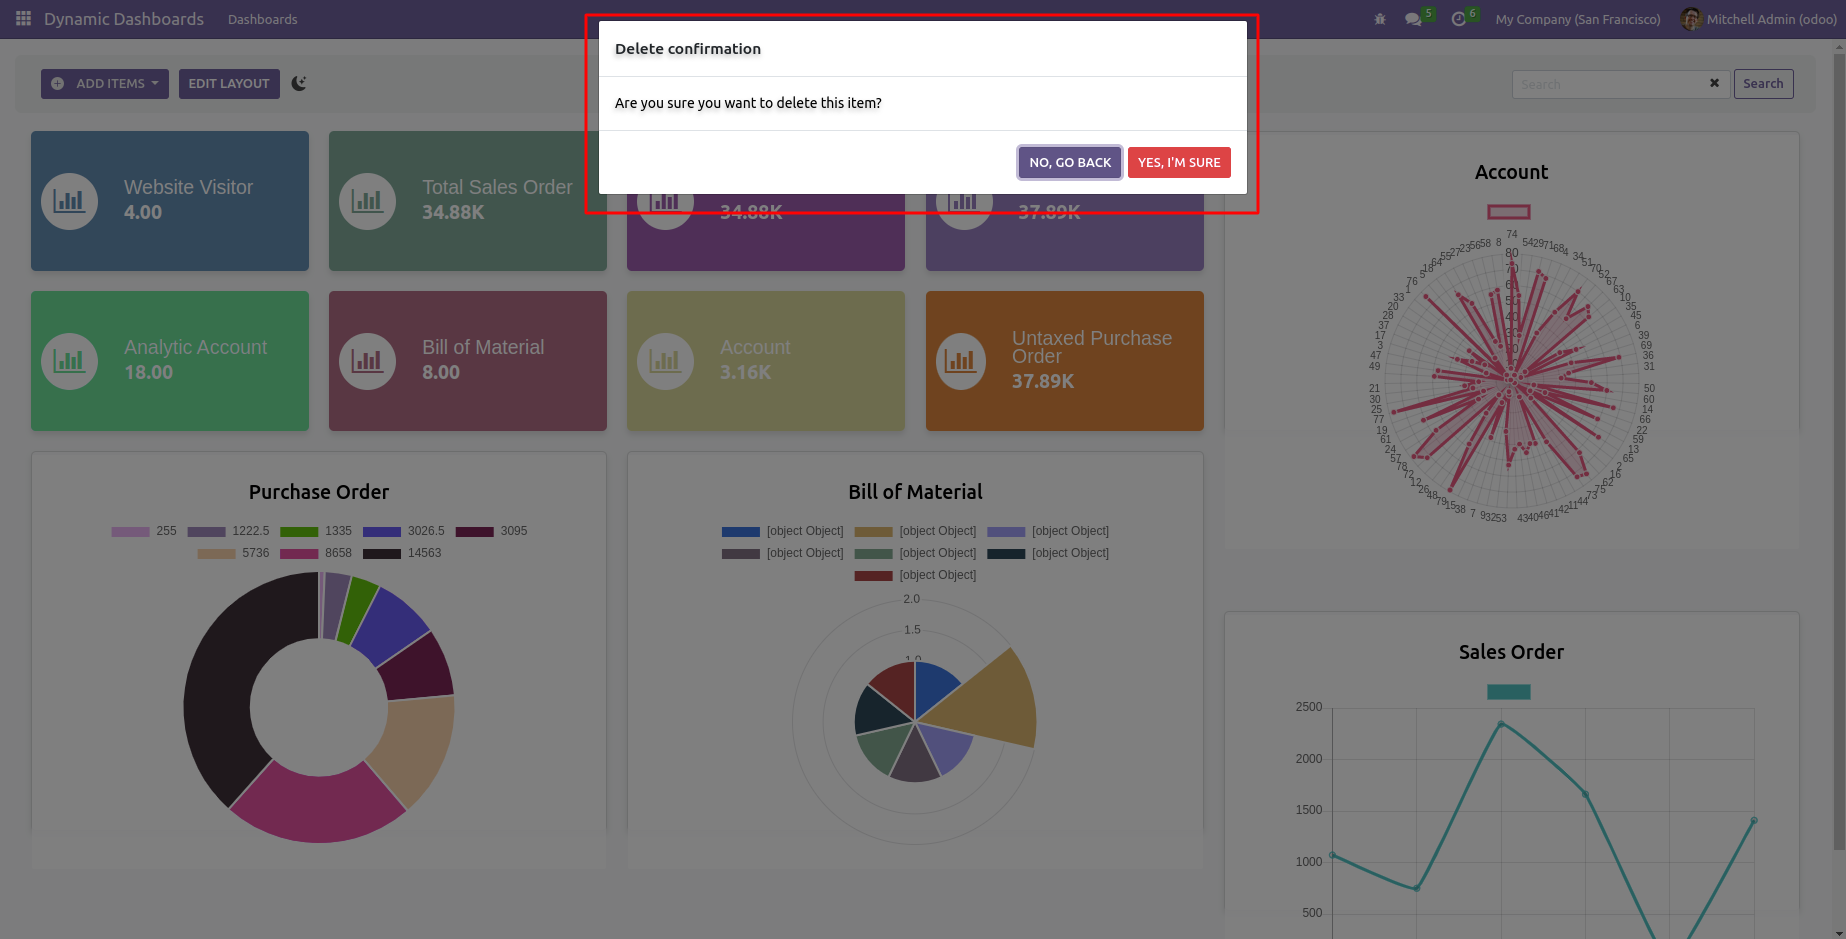 Dynamic Dashboards Dashboards 5 6 My Company (San Francisco) Mitchell Admin (odoo)
Delete confirmation
Are you sure you want to delete this item?
NO, GO BACK YES, I'M SURE
ADD ITEMS EDIT LAYOUT Search Search
Website Visitor
4.00
Total Sales Order
34.88K
34.88K
37.89K
Analytic Account
18.00
Bill of Material
8.00
Account
3.16K
Untaxed Purchase
Order
37.89K
Account
74
80
Purchase Order
255 1222.5 1335 3026.5 3095
5736 8658 14563
Bill of Material
[object Object] [object Object] [object Object]
[object Object] [object Object] [object Object]
[object Object]
2.0
1.5
Sales Order
2500
2000
1500
1000
500